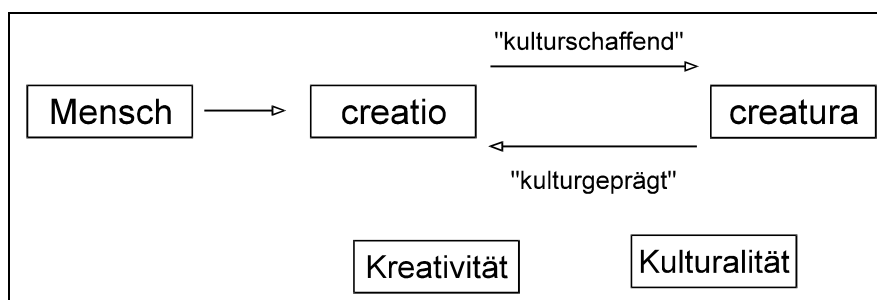 "kulturschaffend"
Mensch
creatio
creatura
"kulturgeprägt"
Kreativität
Kulturalität